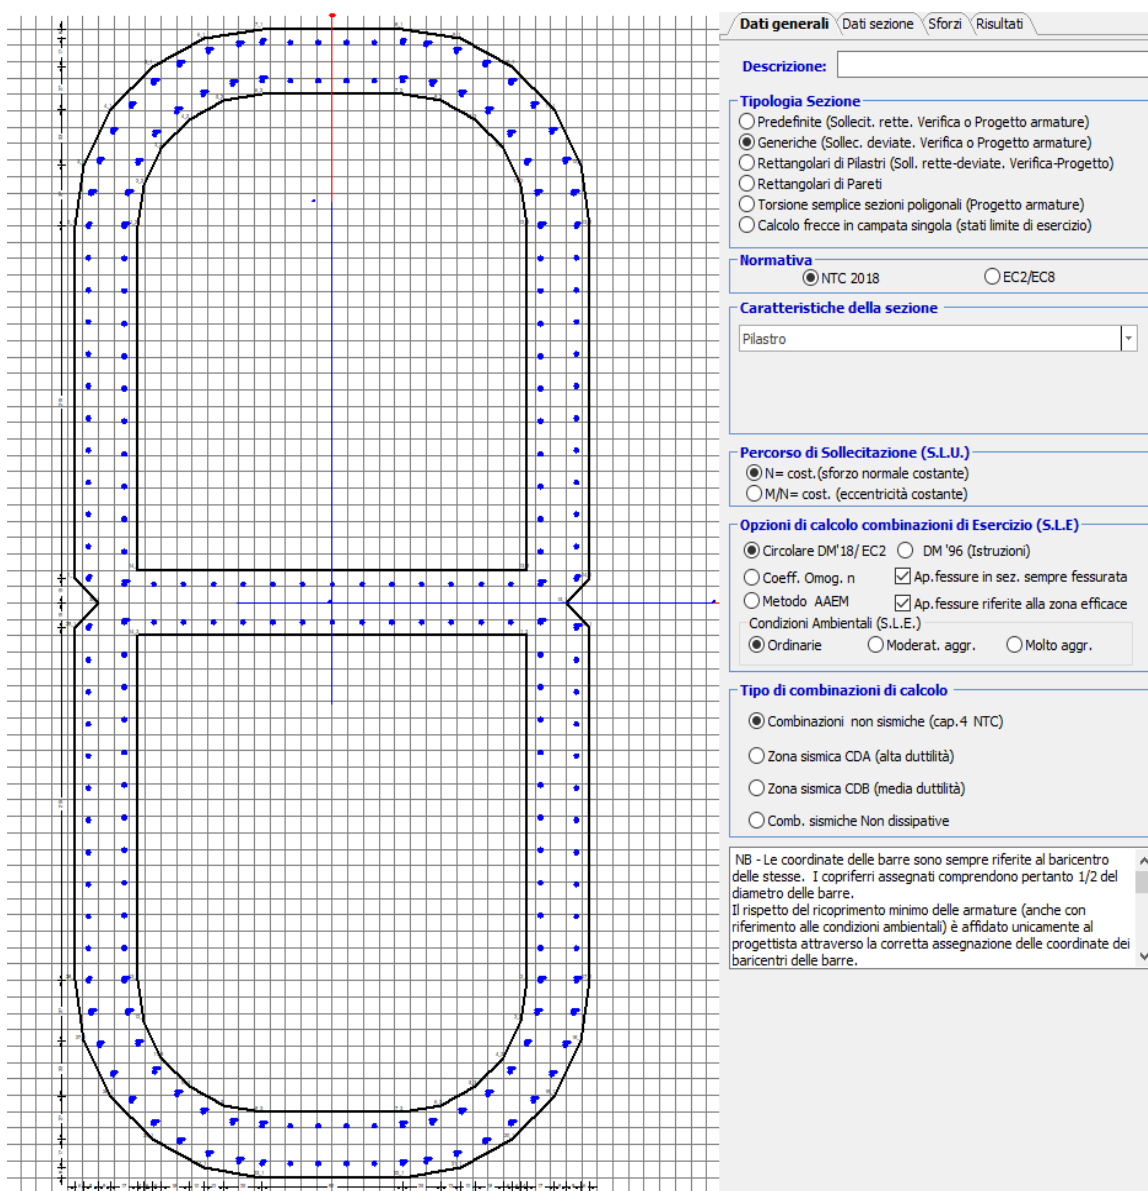 Dati generali
Dati sezione
Sforzi
Risultati
Descrizione:
Tipologia Sezione
Predefinite (Sollecit. rette. Verifica o Progetto armature)
Generiche (Sollec. deviate. Verifica o Progetto armature)
Rettangolari di Pilastri (Soll. rette-deviate. Verifica-Progetto)
Rettangolari di Pareti
Torsione semplice sezioni poligonali (Progetto armature)
Calcolo frecce in campata singola (stati limite di esercizio)
Normativa
NTC 2018
EC2/EC8
Caratteristiche della sezione
Pilastro
Percorso di Sollecitazione (S.L.U.)
N= cost.(sforzo normale costante)
M/N= cost. (eccentricità costante)
Opzioni di calcolo combinazioni di Esercizio (S.L.E)
Circolare DM'18/ EC2
DM '96 (Istruzioni)
Coeff. Omog. n
Ap.fessure in sez. sempre fessurata
Metodo AAEM
Ap.fessure riferite alla zona efficace
Condizioni Ambientali (S.L.E.)
Ordinarie
Moderat. aggr.
Molto aggr.
Tipo di combinazioni di calcolo
Combinazioni non sismiche (cap.4 NTC)
Zona sismica CDA (alta duttilità)
Zona sismica CDB (media duttilità)
Comb. sismiche Non dissipative
NB - Le coordinate delle barre sono sempre riferite al baricentro
delle stesse. I copriferri assegnati comprendono pertanto 1/2 del
diametro delle barre.
Il rispetto del ricoprimento minimo delle armature (anche con
riferimento alle condizioni ambientali) è affidato unicamente al
progettista attraverso la corretta assegnazione delle coordinate dei
baricentri delle barre.